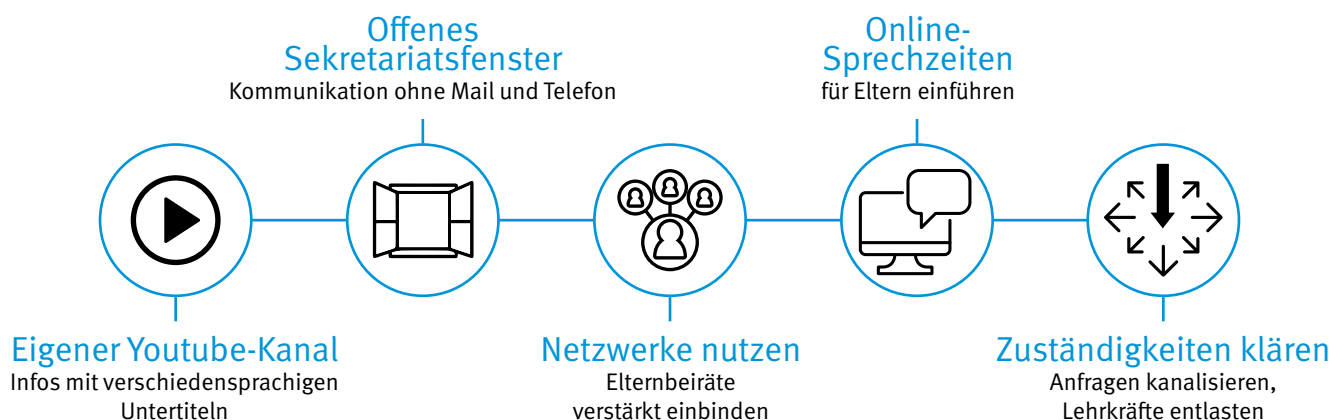 Offenes
Sekretariatsfenster
Kommunikation ohne Mail und Telefon
Online-
Sprechzeiten
für Eltern einführen
Eigener Youtube-Kanal
Infos mit verschiedensprachigen
Untertiteln
Netzwerke nutzen
Elternbeiräte
verstärkt einbinden
Zuständigkeiten klären
Anfragen kanalisieren,
Lehrkräfte entlasten